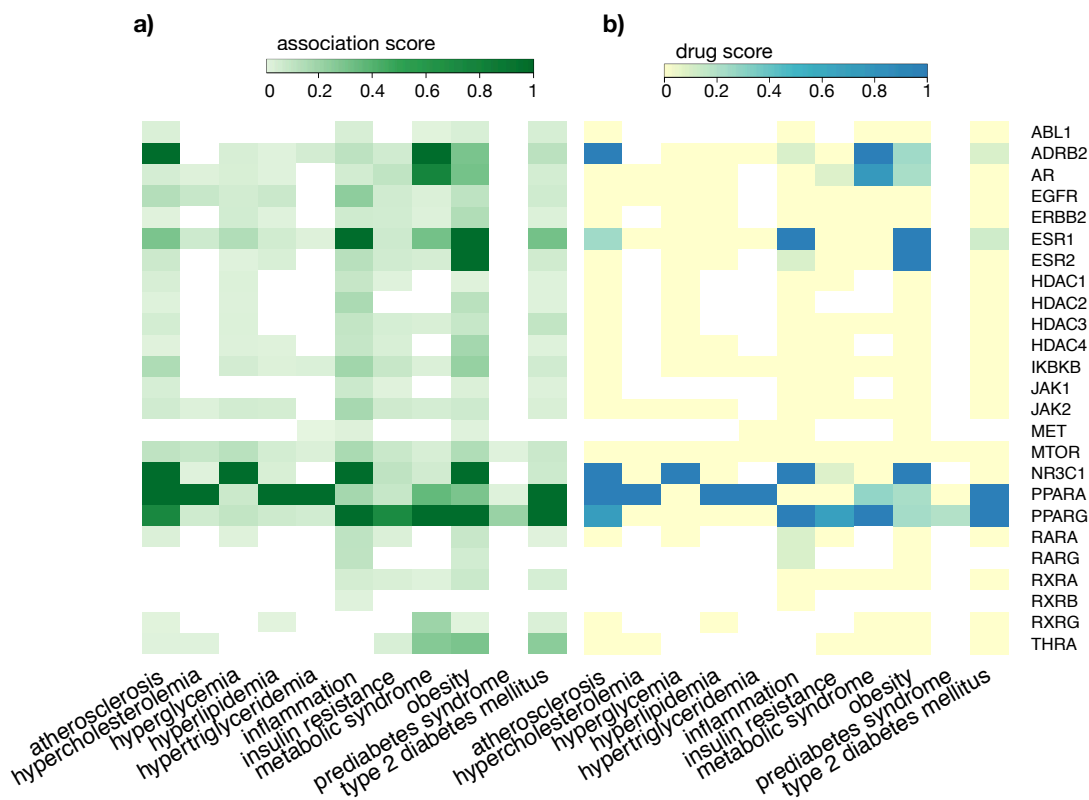 a)
association score
0 0.2 0.4 0.6 0.8 1
b)
drug score
0 0.2 0.4 0.6 0.8 1
ABL1
ADRB2
AR
EGFR
ERBB2
ESR1
ESR2
HDAC1
HDAC2
HDAC3
HDAC4
IKBKB
JAK1
JAK2
MET
MTOR
NR3C1
PPARA
PPARG
RARA
RARG
RXRA
RXRB
RXRG
THRA
atherosclerosis
hypercholesterolemia
hyperglycemia
hyperlipidemia
hypertriglyceridemia
inflammation
insulin resistance
metabolic syndrome
obesity
prediabetes syndrome
type 2 diabetes mellitus
atherosclerosis
hypercholesterolemia
hyperglycemia
hyperlipidemia
hypertriglyceridemia
inflammation
insulin resistance
metabolic syndrome
obesity
prediabetes syndrome
type 2 diabetes mellitus